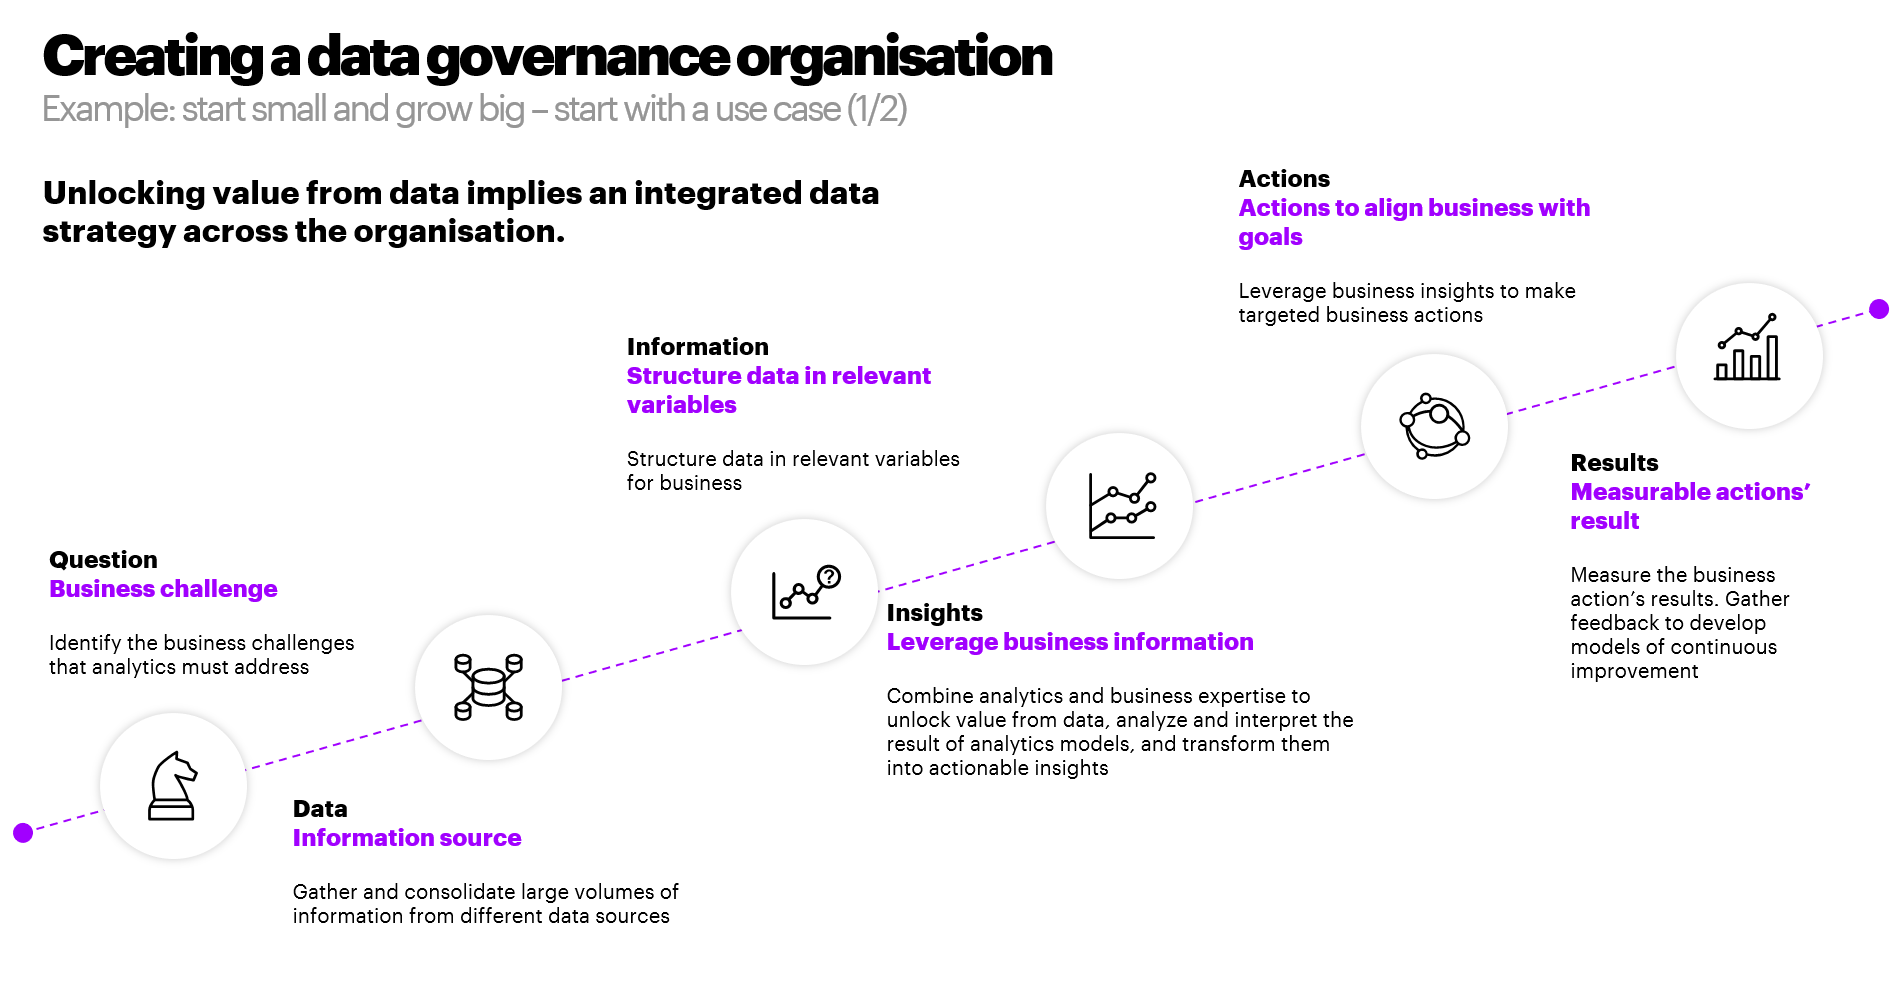 Creating a data governance organisation
Example: start small and grow big – start with a use case (1/2)
Unlocking value from data implies an integrated data
strategy across the organisation.
Question
Business challenge
Identify the business challenges
that analytics must address
Data
Information source
Gather and consolidate large volumes of
information from different data sources
Information
Structure data in relevant
variables
Structure data in relevant variables
for business
?
Insights
Leverage business information
Combine analytics and business expertise to
unlock value from data, analyze and interpret the
result of analytics models, and transform them
into actionable insights
Actions
Actions to align business with
goals
Leverage business insights to make
targeted business actions
Results
Measurable actions’
result
Measure the business
action’s results. Gather
feedback to develop
models of continuous
improvement